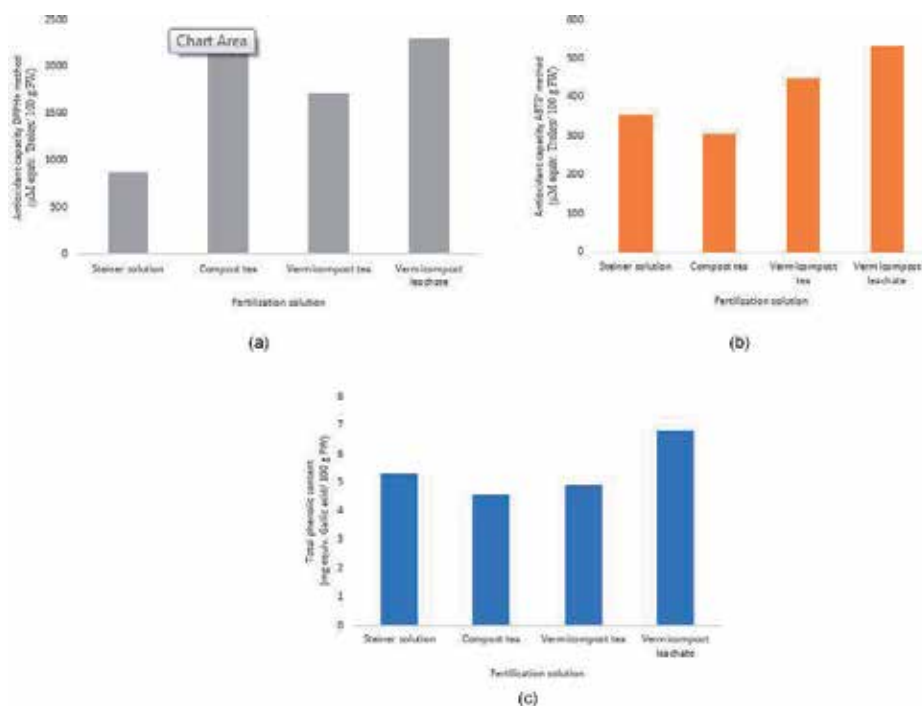 2500
2000
1500
1000
500
0
Chart Area
Antioxidant capacity DPPH+ method
(µM equiv. Trolox/ 100 g FW)
Steiner solution
Compost tea
Vermicompost tea
Vermicompost
leachate
Fertilization solution
(a)
600
500
400
300
200
100
0
Antioxidant capacity ABTS+ method
(µM equiv. Trolox/ 100 g FW)
Steiner solution
Compost tea
Vermicompost
tea
Vermicompost
leachate
Fertilization solution
(b)
8
7
6
5
4
3
2
1
0
Total phenolic content
(mg equiv. Gallic acid/ 100 g FW)
Steiner solution
Compost tea
Vermicompost tea
Vermicompost
leachate
Fertilization solution
(c)